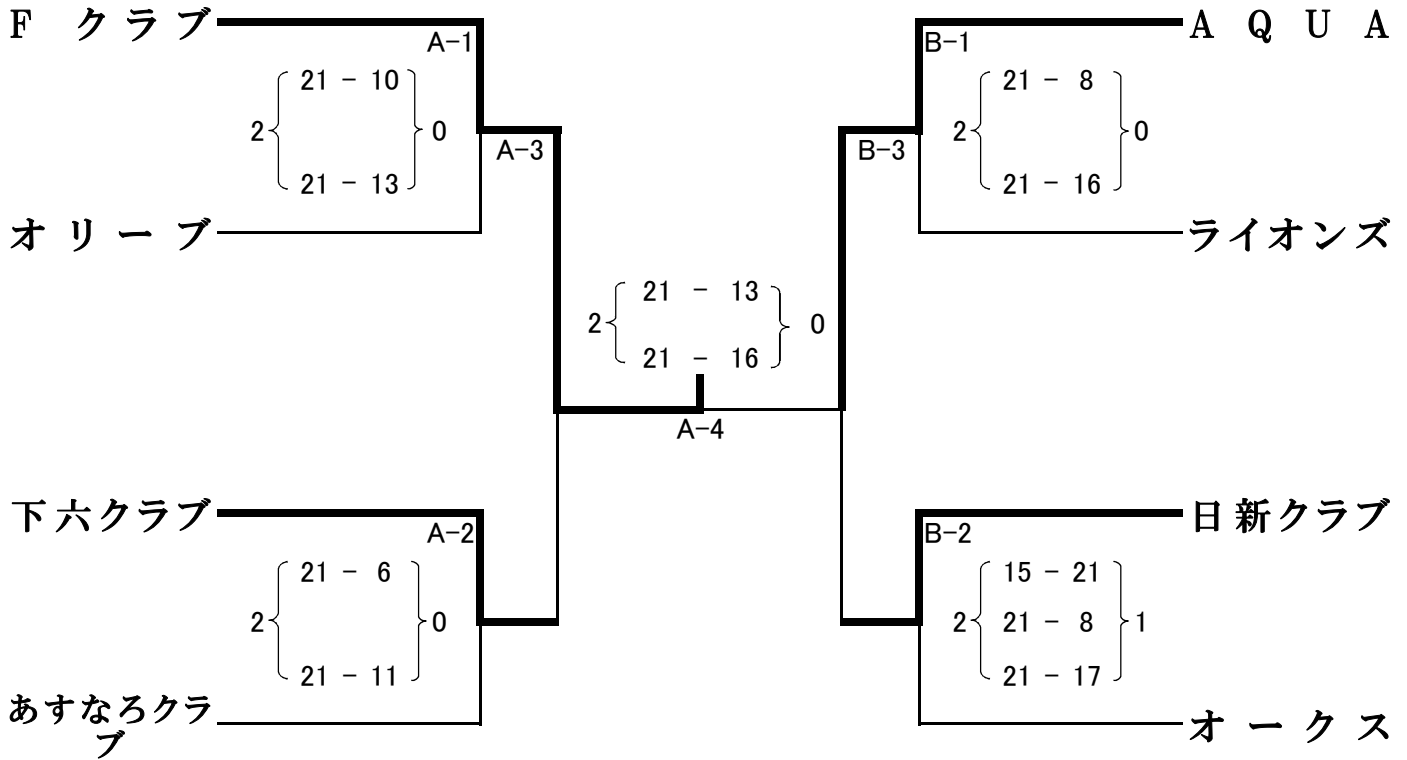 F クラブ
A-1
21 - 10
2 0
21 - 13
A-3
オリーブ
AQUA
B-1
21 - 8
2 0
21 - 16
B-3
ライオンズ
21 - 13
2 0
21 - 16
A-4
下六クラブ
A-2
21 - 6
2 0
21 - 11
あすなろクラ
ブ
日新クラブ
B-2
15 - 21
2 21 - 8 1
21 - 17
オークス